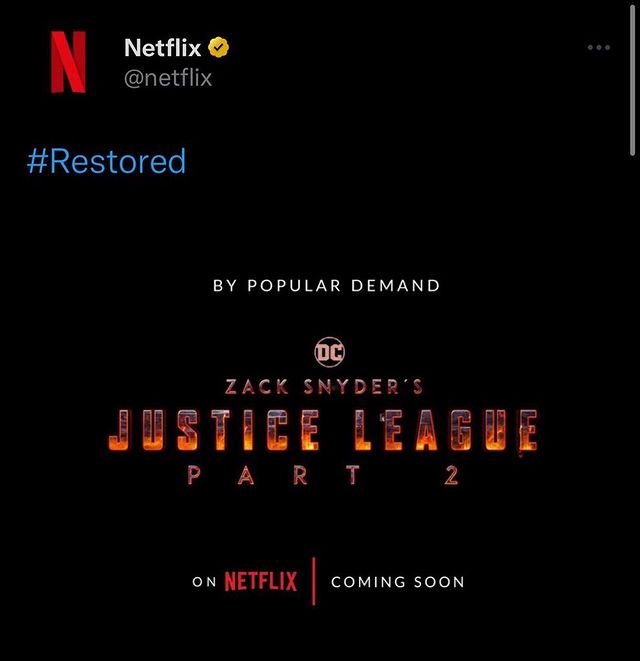 Netflix
@netflix
#Restored
BY POPULAR DEMAND
DC
ZACK SNYDER'S
JUSTICE LEAGUE
PART 2
ON NETFLIX | COMING SOON